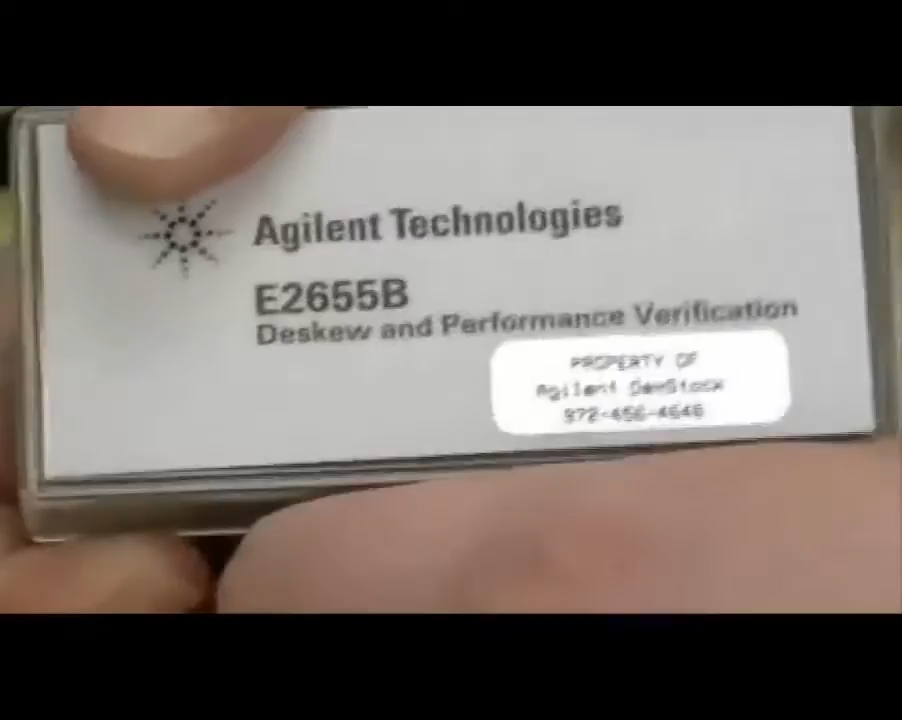 Agilent Technologies
E2655B
Deskew and Performance Verification
PROPERTY OF
Agilent DemStock
972-456-4646